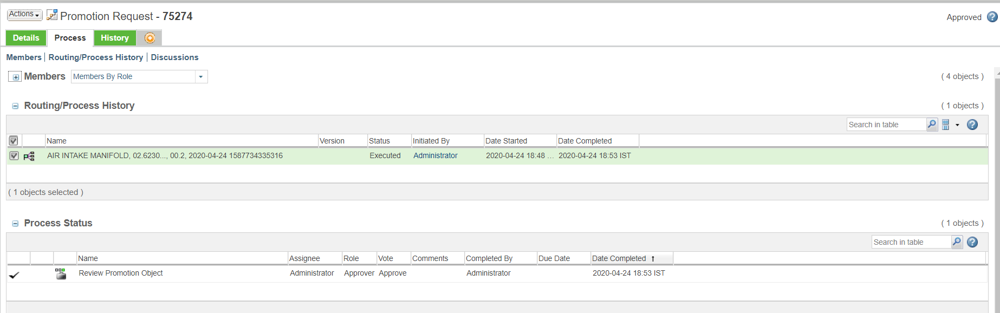 Actions Promotion Request - 75274 Approved
Details Process History
Members Routing/Process History Discussions
Members Members By Role ( 4 objects )
Routing/Process History ( 1 objects )
Search in table
Name Version Status Initiated By Date Started Date Completed
AIR INTAKE MANIFOLD, 02.6230..., 00.2, 2020-04-24 1587734335316 Executed Administrator 2020-04-24 18:48 ... 2020-04-24 18:53 IST
( 1 objects selected )
Process Status ( 1 objects )
Search in table
Name Assignee Role Vote Comments Completed By Due Date Date Completed ↑
Review Promotion Object Administrator Approver Approve Administrator 2020-04-24 18:53 IST